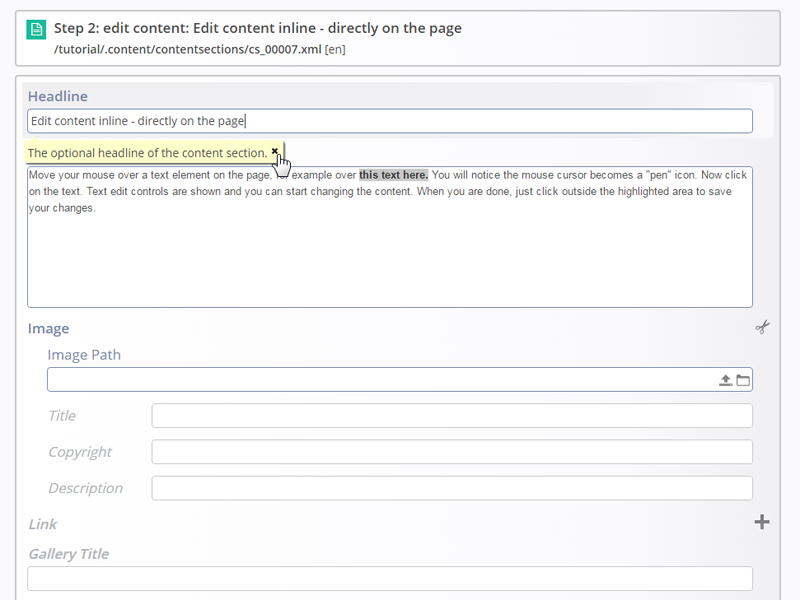 Step 2: edit content: Edit content inline - directly on the page
/tutorial/.content/contentsections/cs_00007.xml [en]
Headline
Edit content inline - directly on the page
The optional headline of the content section.
Move your mouse over a text element on the page, example over this text here. You will notice the mouse cursor becomes a "pen" icon. Now click
on the text. Text edit controls are shown and you can start changing the content. When you are done, just click outside the highlighted area to save
your changes.
Image
Image Path
Title
Copyright
Description
Link
Gallery Title